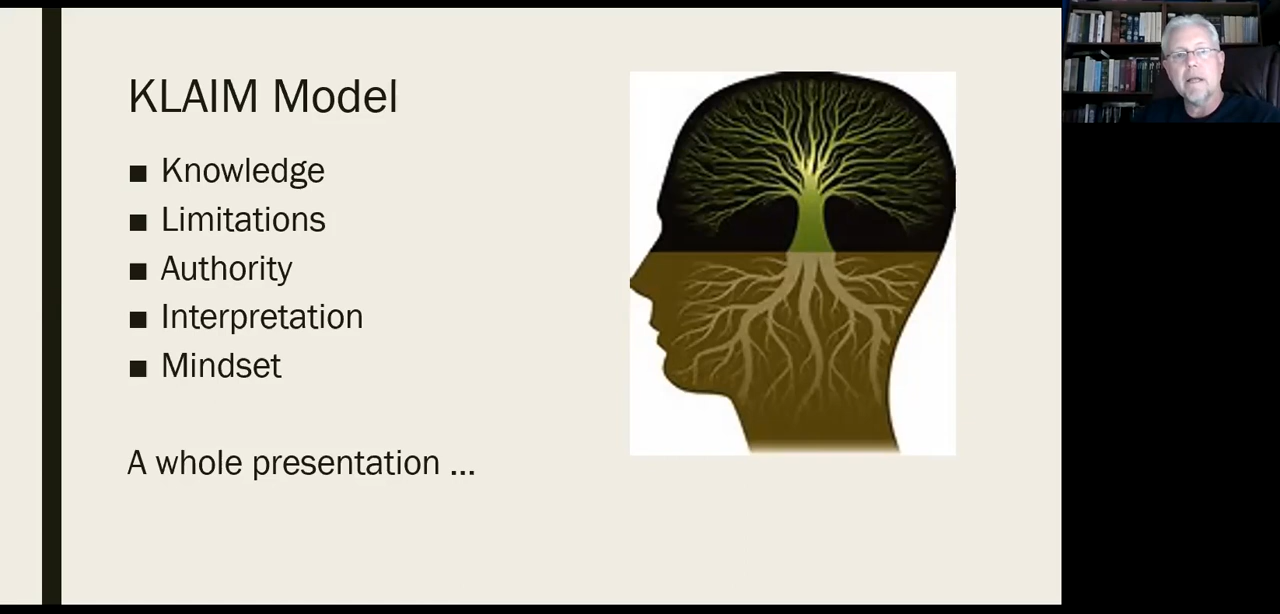 KLAIM Model
■ Knowledge
■ Limitations
■ Authority
■ Interpretation
■ Mindset
A whole presentation ...